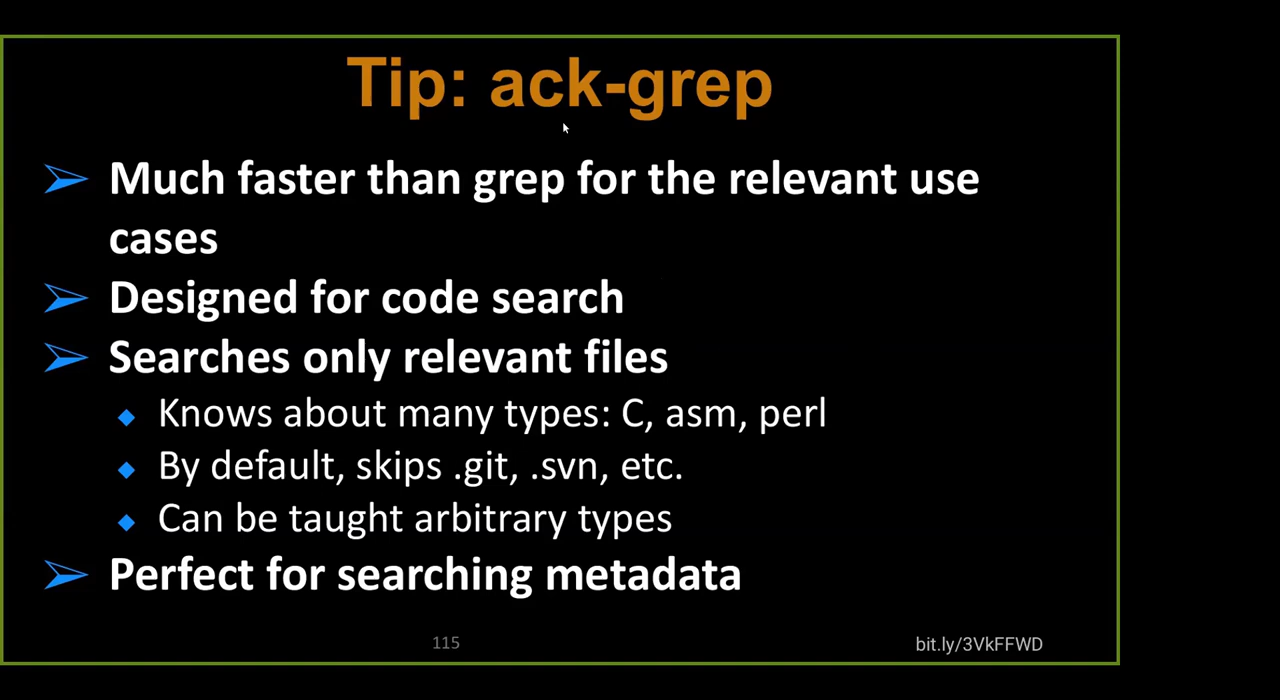 Tip: ack-grep
Much faster than grep for the relevant use
cases
Designed for code search
Searches only relevant files
Knows about many types: C, asm, perl
By default, skips .git, .svn, etc.
Can be taught arbitrary types
Perfect for searching metadata
115
bit.ly/3VkFFWD